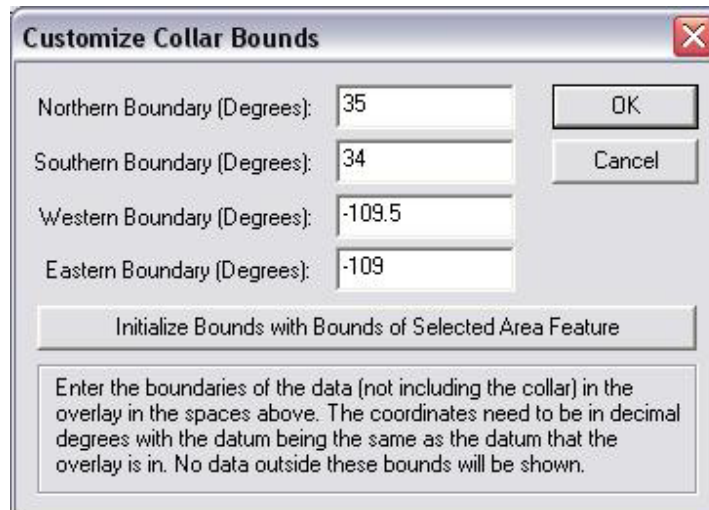 Customize Collar Bounds
Northern Boundary (Degrees): 35 OK
Southern Boundary (Degrees): 34 Cancel
Western Boundary (Degrees): -109.5
Eastern Boundary (Degrees): -109
Initialize Bounds with Bounds of Selected Area Feature
Enter the boundaries of the data (not including the collar) in the
overlay in the spaces above. The coordinates need to be in decimal
degrees with the datum being the same as the datum that the
overlay is in. No data outside these bounds will be shown.